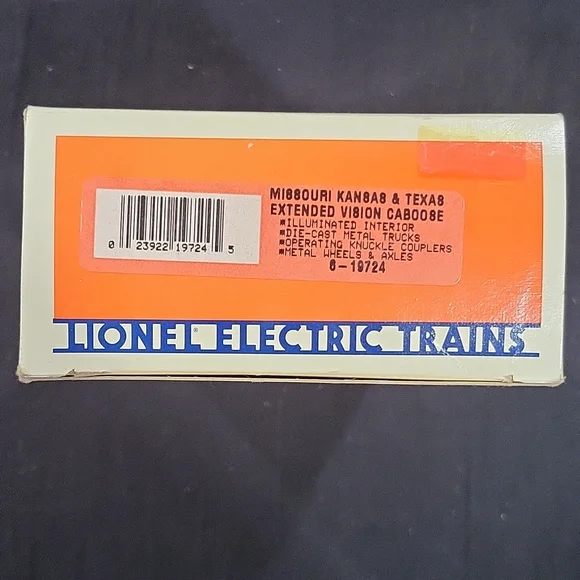 MISSOURI KANSAS & TEXAS
EXTENDED VISION CABOOSE
*ILLUMINATED INTERIOR
*DIE-CAST METAL TRUCKS
*OPERATING KNUCKLE COUPLERS
*METAL WHEELS & AXLES
6-19724
0 23922 19724 5
LIONEL® ELECTRIC TRAINS